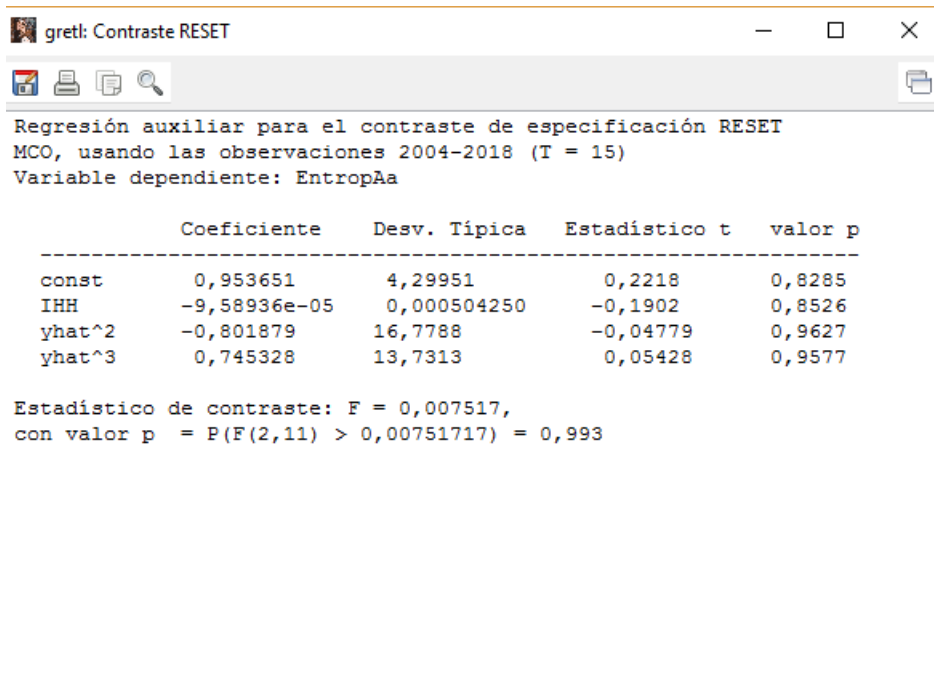 gretl: Contraste RESET
Regresión auxiliar para el contraste de especificación RESET
MCO, usando las observaciones 2004-2018 (T = 15)
Variable dependiente: EntropAa
Coeficiente Desv. Típica Estadístico t valor p
---------------------------------------------------------------
const 0,953651 4,29951 0,2218 0,8285
IHH -9,58936e-05 0,000504250 -0,1902 0,8526
yhat^2 -0,801879 16,7788 -0,04779 0,9627
yhat^3 0,745328 13,7313 0,05428 0,9577
Estadístico de contraste: F = 0,007517,
con valor p = P(F(2,11) > 0,00751717) = 0,993